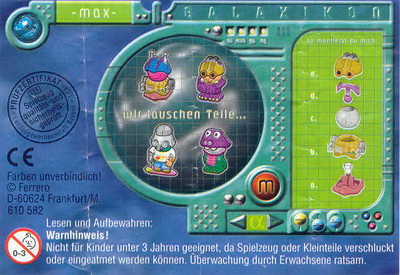 -max-
GALAXIKON
so montierst du mich:
PRÜFZERTIFIKAT
Spielzeug
wir tauschen Teile...
e.
d.
c.
b.
a.
m
CE
Farben unverbindlich!
© Ferrero
D-60624 Frankfurt/M
610 582
0-3
Lesen und Aufbewahren:
Warnhinweis!
Nicht für Kinder unter 3 Jahren geeignet, da Spielzeug oder Kleinteile verschluckt
oder eingeatmet werden können. Überwachung durch Erwachsene ratsam.